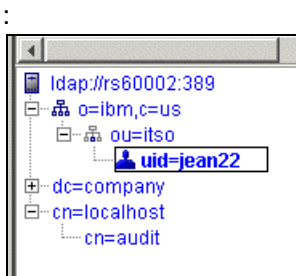 :
ldap://rs60002:389
o=ibm,c=us
ou=itso
uid=jean22
dc=company
cn=localhost
cn=audit